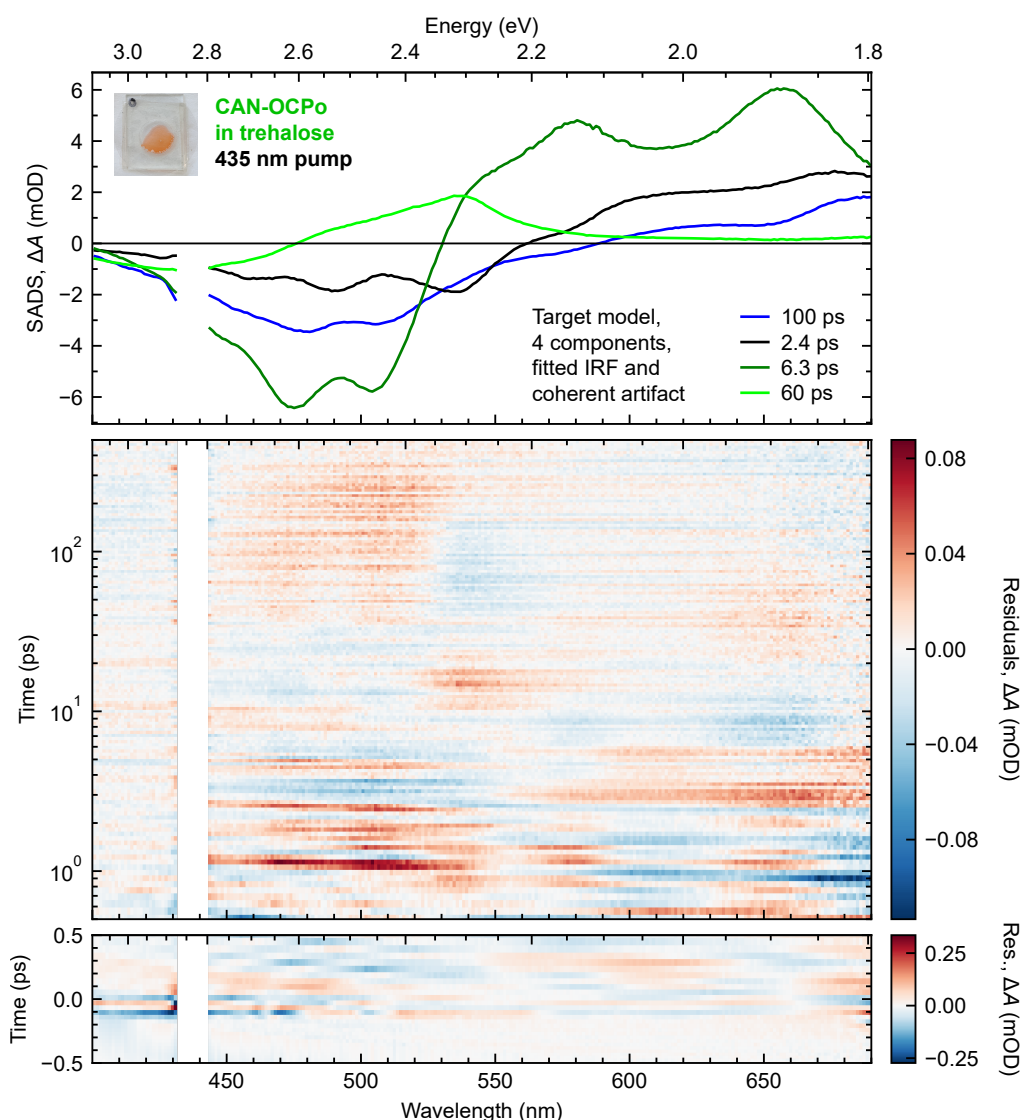 Energy (eV)
3.0 2.8 2.6 2.4 2.2 2.0 1.8
SADS, ΔA (mOD)
6
4
2
0
−2
−4
−6
CAN-OCPo
in trehalose
435 nm pump
Target model,
4 components,
fitted IRF and
coherent artifact
100 ps
2.4 ps
6.3 ps
60 ps
Time (ps)
10²
10¹
10⁰
0.08
0.04
0.00
−0.04
−0.08
Residuals, ΔA (mOD)
Time (ps)
0.5
0.0
−0.5
0.25
0.00
−0.25
Res., ΔA (mOD)
450 500 550 600 650
Wavelength (nm)